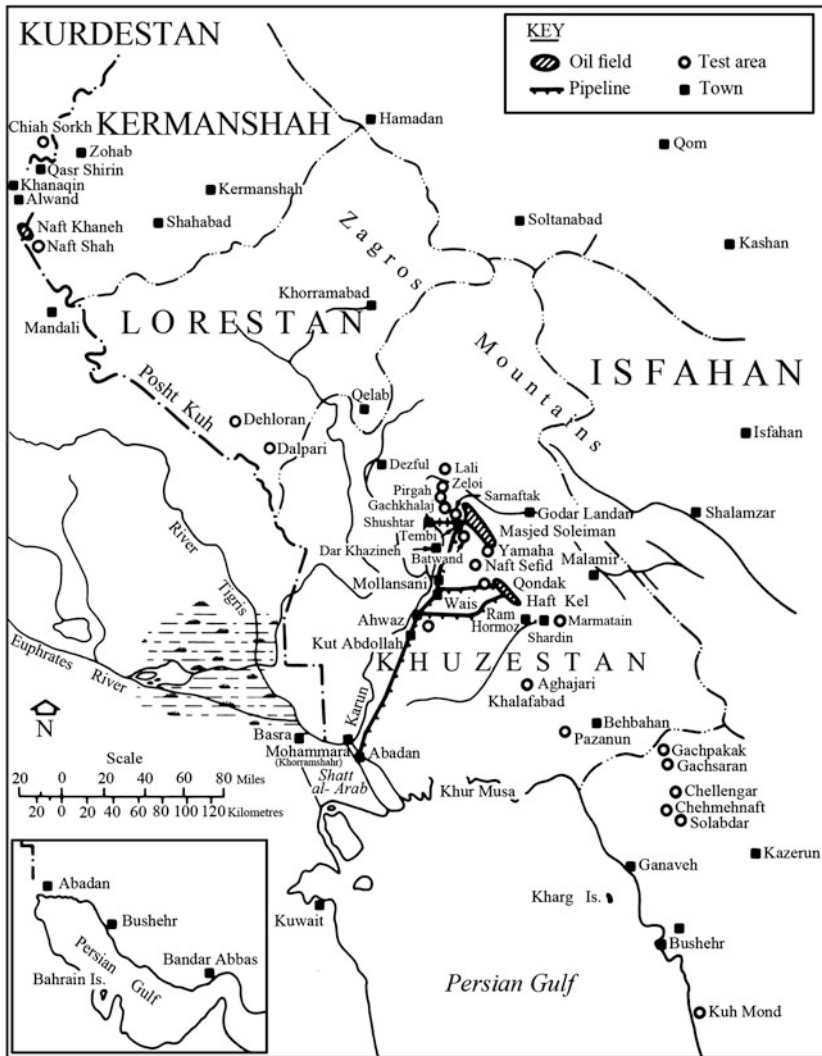 KURDESTAN
KEY
Oil field
Test area
Pipeline
Town
Chiah Sorkh
KERMANSHAH
Hamadan
Zohab
Qom
Qasr Shirin
Khanaqin
Kermanshah
Alwand
Shahabad
Soltanabad
Naft Khaneh
Naft Shah
Kashan
Zagros
Khorramabad
Mandali
LORESTAN
Mountains
ISFAHAN
Posht Kuh
Qelab
Dehloran
Isfahan
Dalpari
Dezful
Lali
Zeloi
Pirgah
Sarnaftak
Gachkhalaj
Godar Landan
Shalamzar
Shushtar
Masjed Soleiman
Tembi
Yamaha
Dar Khazineh
Batwand
Naft Sefid
Malamir
Mollansani
Qondak
Wais
Haft Kel
River
Tigris
Ahwaz
Ram
Hormoz
Marmatain
Shardin
Kut Abdollah
KHUZESTAN
Euphrates
River
Aghajari
Khalafabad
N
Karun
Behbahan
Pazanun
Basra
Gachpakak
Mohammara
(Khorramshahr)
Abadan
Gachsaran
Scale
20 0 20 40 60 80 Miles
20 0 20 40 60 80 100 120 Kilometres
Shatt
al- Arab
Khur Musa
Chellengar
Chehmehnaft
Solabdar
Kazerun
Ganaveh
Kharg Is.
Kuwait
Bushehr
Persian Gulf
Kuh Mond
Abadan
Bushehr
Persian
Gulf
Bandar Abbas
Bahrain Is.